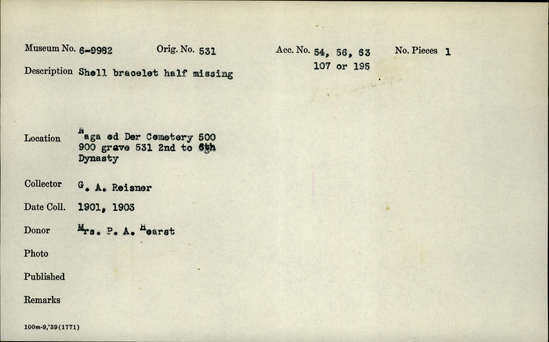 Museum No. 6-9982 Orig. No. 531 Acc. No. 54, 56, 63 No. Pieces 1
107 or 195
Description Shell bracelet half missing
Location Naga ed Der Cemetery 500
900 grave 531 2nd to 6th
Dynasty
Collector G. A. Reisner
Date Coll. 1901, 1903
Donor Mrs. P. A. Hearst
Photo
Published
Remarks
100m-9,'39(1771)